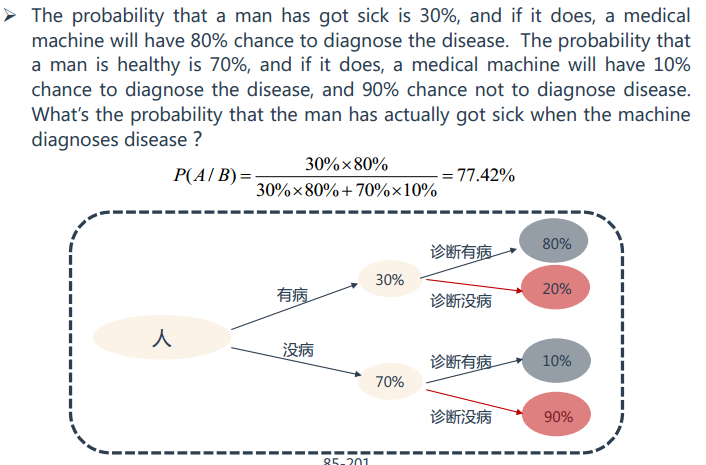 ➢ The probability that a man has got sick is 30%, and if it does, a medical
machine will have 80% chance to diagnose the disease. The probability that
a man is healthy is 70%, and if it does, a medical machine will have 10%
chance to diagnose the disease, and 90% chance not to diagnose disease.
What's the probability that the man has actually got sick when the machine
diagnoses disease ?
P(A/B) = 30%×80% / 30%×80%+70%×10% = 77.42%
诊断有病
80%
有病
30%
诊断没病
20%
人
没病
70%
诊断有病
10%
诊断没病
90%
85-201